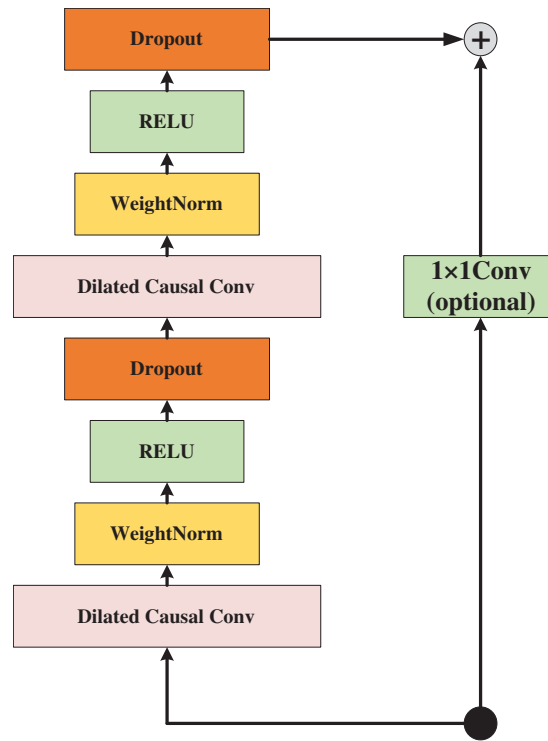 Dropout
+
RELU
WeightNorm
Dilated Causal Conv
1×1Conv
(optional)
Dropout
RELU
WeightNorm
Dilated Causal Conv